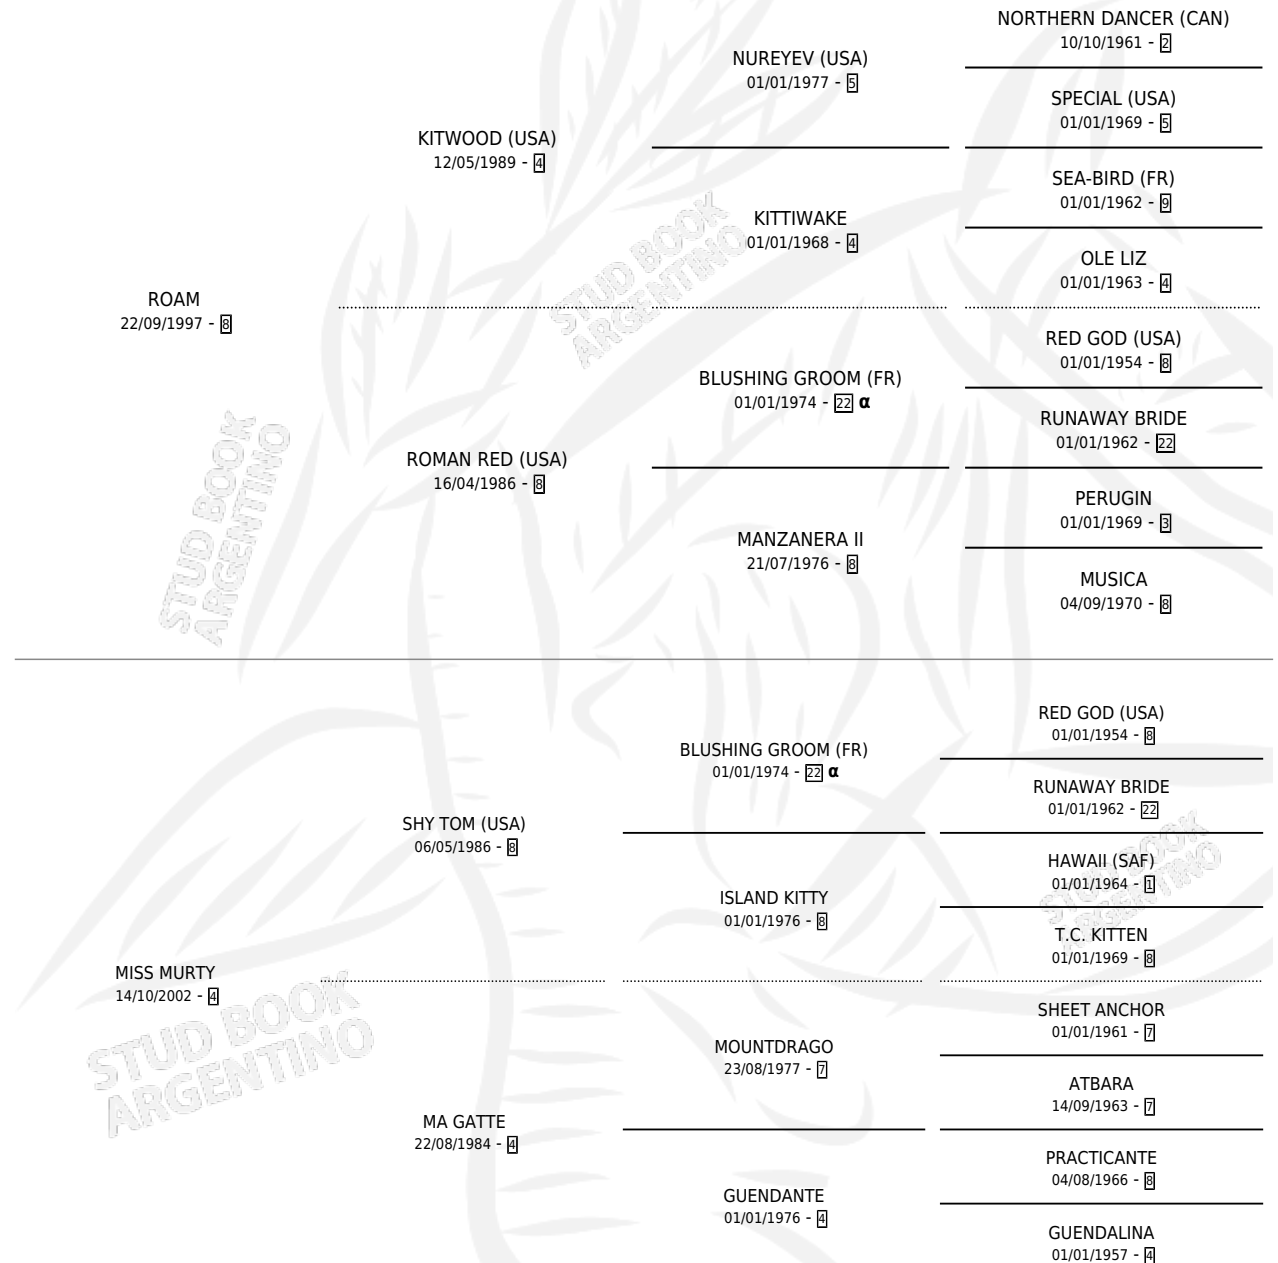 NORTHERN DANCER (CAN)
10/10/1961 - 2
NUREYEV (USA)
01/01/1977 - 5
SPECIAL (USA)
01/01/1969 - 5
KITWOOD (USA)
12/05/1989 - 4
SEA-BIRD (FR)
01/01/1962 - 9
KITTIWAKE
01/01/1968 - 4
OLE LIZ
01/01/1963 - 4
ROAM
22/09/1997 - 8
RED GOD (USA)
01/01/1954 - 8
BLUSHING GROOM (FR)
01/01/1974 - 22 α
RUNAWAY BRIDE
01/01/1962 - 22
ROMAN RED (USA)
16/04/1986 - 8
PERUGIN
01/01/1969 - 3
MANZANERA II
21/07/1976 - 8
MUSICA
04/09/1970 - 8
STUD BOOK
ARGENTINO
STUD BOOK
ARGENTINO
RED GOD (USA)
01/01/1954 - 8
BLUSHING GROOM (FR)
01/01/1974 - 22 α
RUNAWAY BRIDE
01/01/1962 - 22
SHY TOM (USA)
06/05/1986 - 8
HAWAII (SAF)
01/01/1964 - 1
ISLAND KITTY
01/01/1976 - 8
T.C. KITTEN
01/01/1969 - 8
MISS MURTY
14/10/2002 - 4
SHEET ANCHOR
01/01/1961 - 7
MOUNTDRAGO
23/08/1977 - 7
ATBARA
14/09/1963 - 7
MA GATTE
22/08/1984 - 4
PRACTICANTE
04/08/1966 - 8
GUENDANTE
01/01/1976 - 4
GUENDALINA
01/01/1957 - 4
STUD BOOK
ARGENTINO
STUD BOOK
ARGENTINO